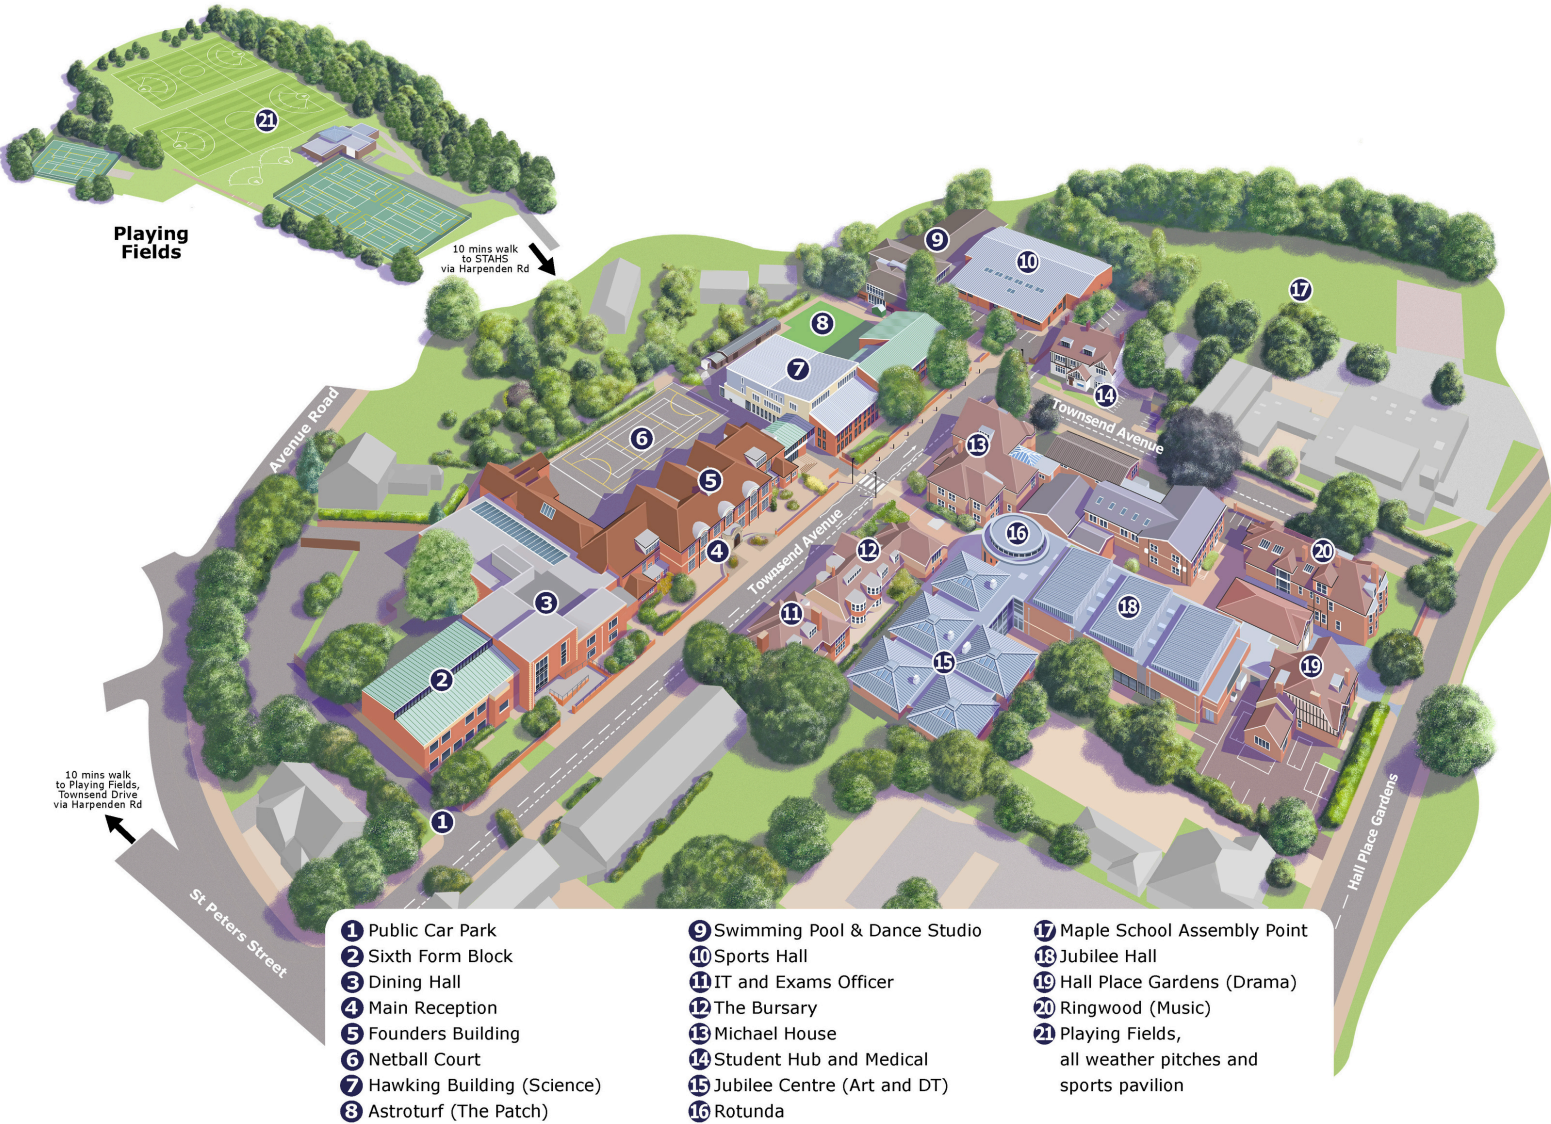 21
Playing
Fields
10 mins walk
to STAHS
via Harpenden Rd
9
10
17
8
7
14
Avenue Road
Townsend Avenue
6
13
5
16
4
12
20
Townsend Avenue
3
18
11
15
19
2
10 mins walk
to Playing Fields,
Townsend Drive
via Harpenden Rd
1
Hall Place Gardens
St Peters Street
1 Public Car Park
2 Sixth Form Block
3 Dining Hall
4 Main Reception
5 Founders Building
6 Netball Court
7 Hawking Building (Science)
8 Astroturf (The Patch)
9 Swimming Pool & Dance Studio
10 Sports Hall
11 IT and Exams Officer
12 The Bursary
13 Michael House
14 Student Hub and Medical
15 Jubilee Centre (Art and DT)
16 Rotunda
17 Maple School Assembly Point
18 Jubilee Hall
19 Hall Place Gardens (Drama)
20 Ringwood (Music)
21 Playing Fields,
all weather pitches and
sports pavilion